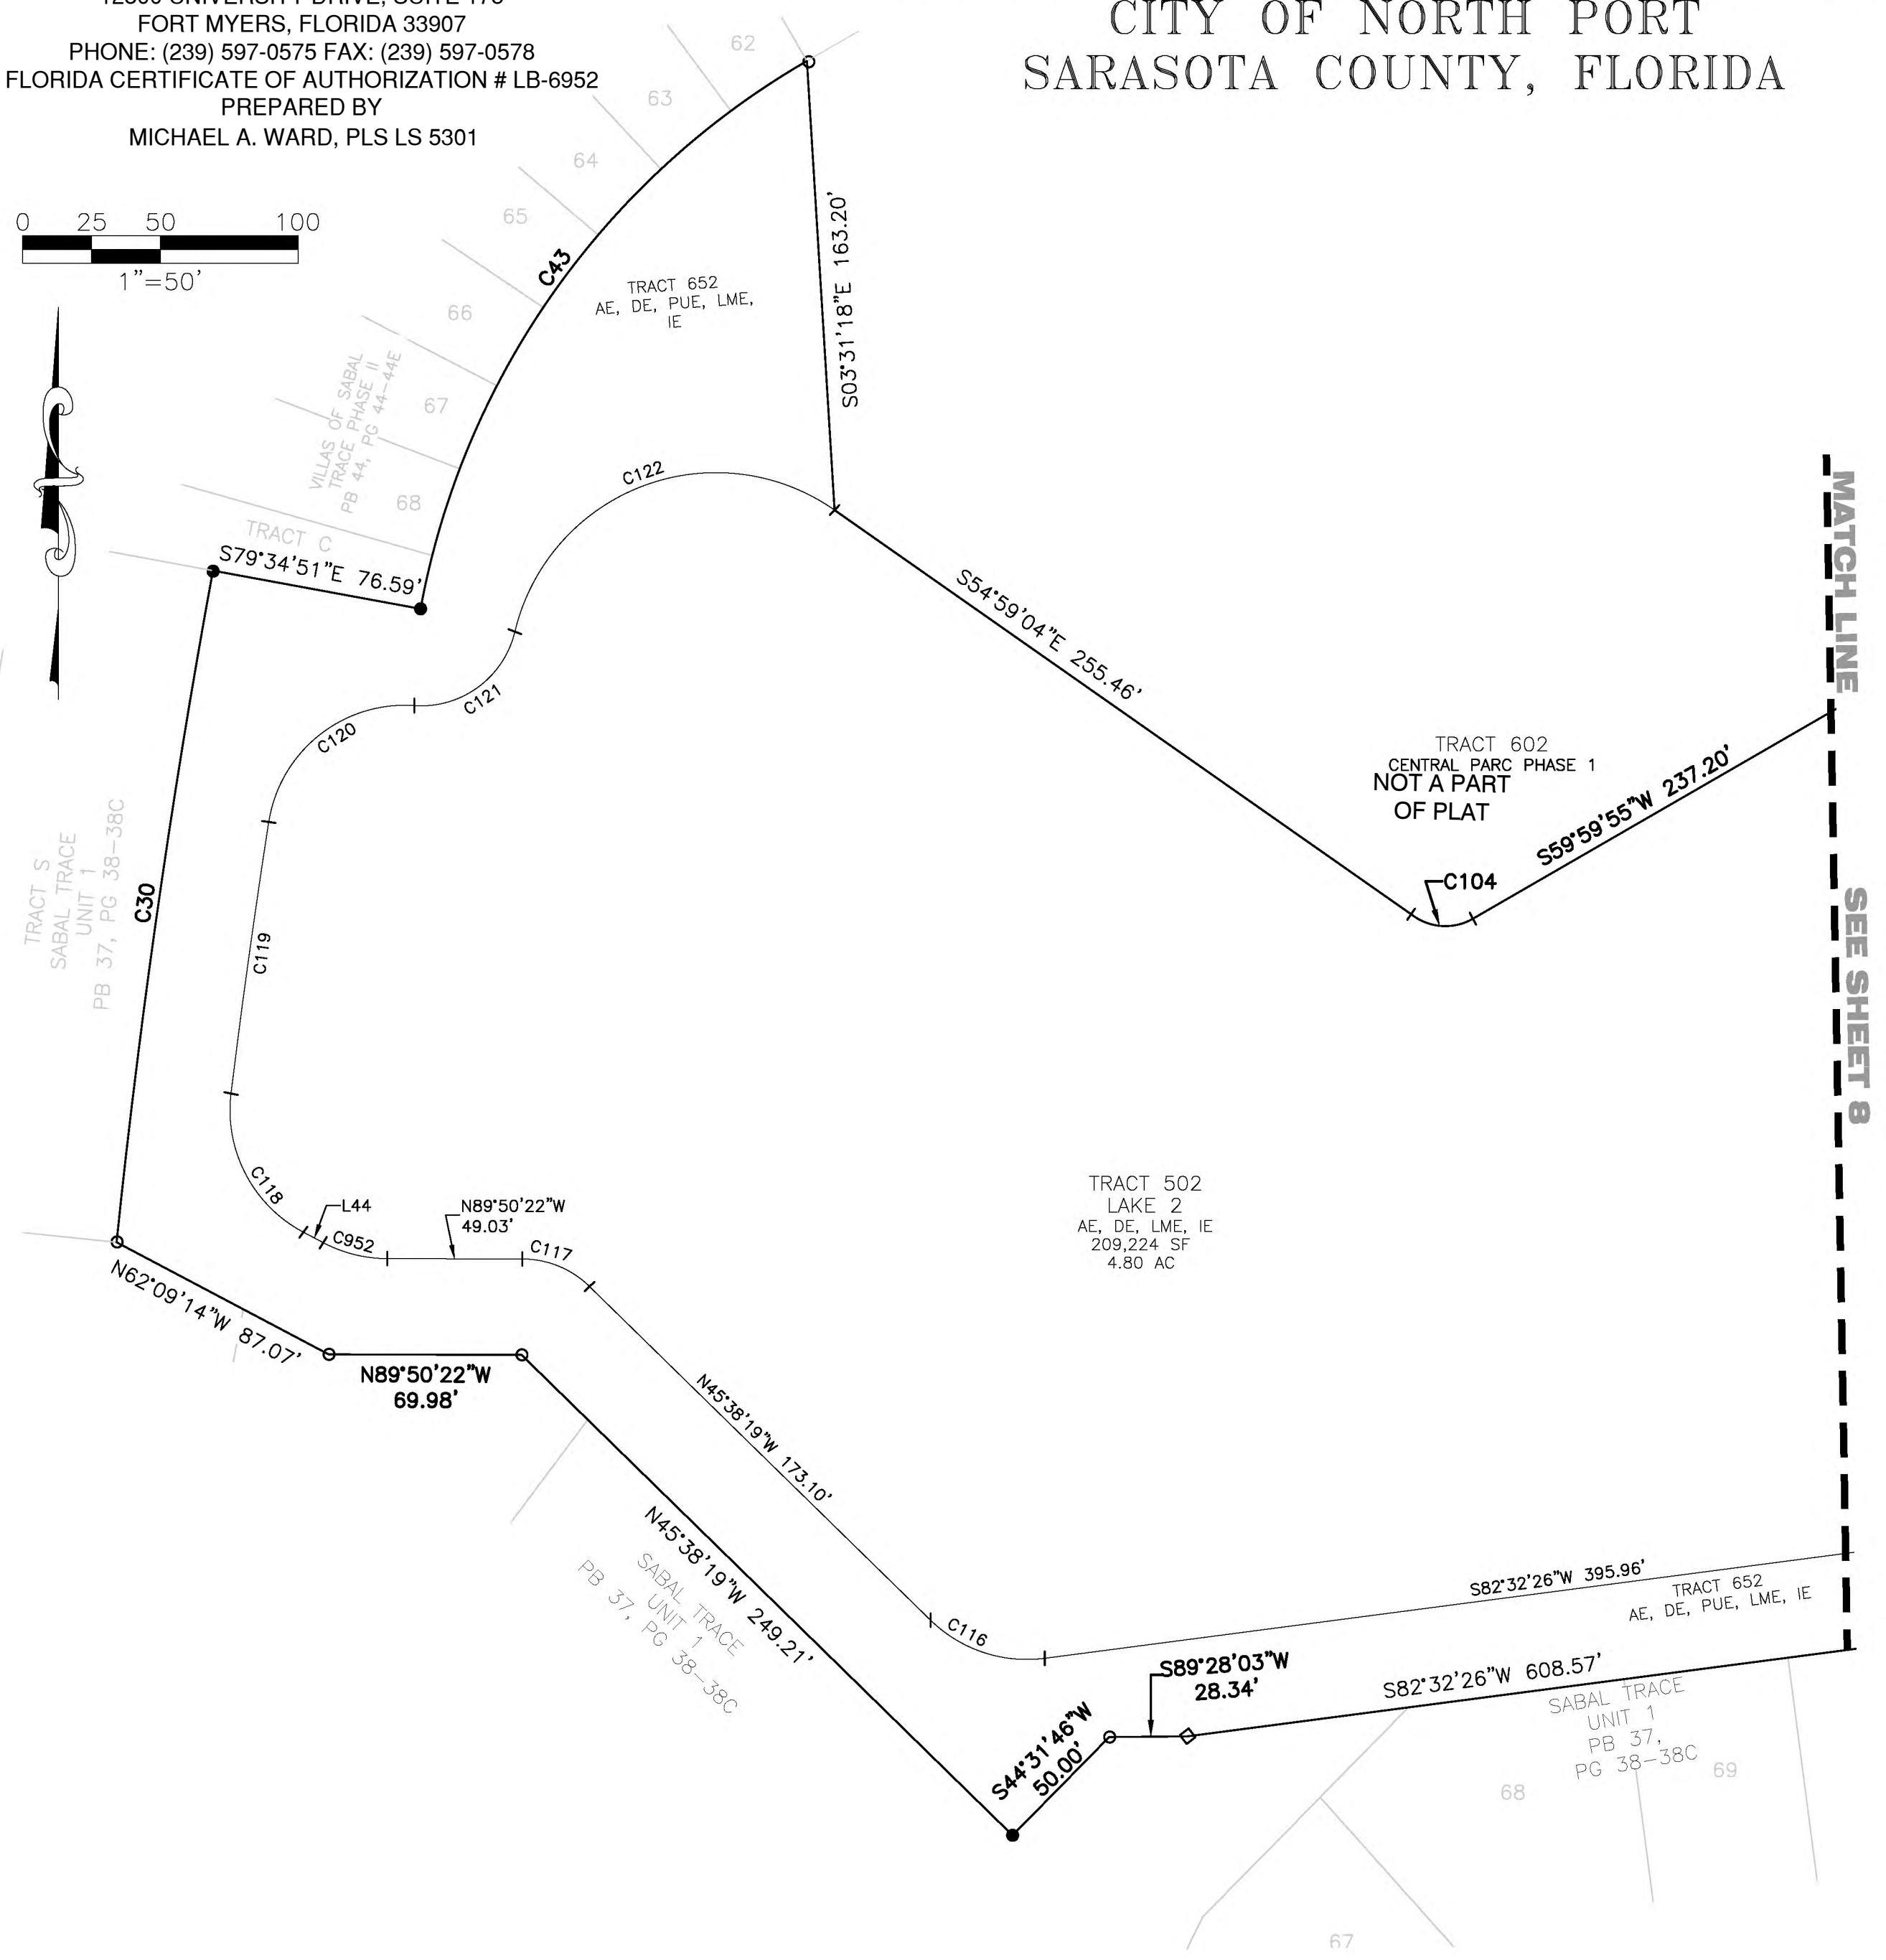 FORT MYERS, FLORIDA 33907
PHONE: (239) 597-0575 FAX: (239) 597-0578
FLORIDA CERTIFICATE OF AUTHORIZATION # LB-6952
PREPARED BY
MICHAEL A. WARD, PLS LS 5301
CITY OF NORTH PORT
SARASOTA COUNTY, FLORIDA
0 25 50 100
1"=50'
62
63
64
65
66
67
68
C43
TRACT 652
AE, DE, PUE, LME,
IE
S03°31'18"E 163.20'
VILLAS OF SABAL
TRACE PHASE II
PB 44, PG 44-44E
TRACT C
S79°34'51"E 76.59'
C122
C121
C120
S54°59'04"E 255.46'
MATCH LINE
SEE SHEET 8
TRACT 602
CENTRAL PARC PHASE 1
NOT A PART
OF PLAT
S59°59'55"W 237.20'
C104
TRACT S
SABAL TRACE
UNIT 1
PB 37, PG 38-38C
C30
C119
C118
L44
C952
N89°50'22"W
49.03'
C117
TRACT 502
LAKE 2
AE, DE, LME, IE
209,224 SF
4.80 AC
N62°09'14"W 87.07'
N89°50'22"W
69.98'
N45°38'19"W 173.10'
N45°38'19"W 249.21'
SABAL TRACE
UNIT 1
PB 37, PG 38-38C
C116
S82°32'26"W 395.96'
TRACT 652
AE, DE, PUE, LME, IE
S89°28'03"W
28.34'
S82°32'26"W 608.57'
S44°31'46"W
50.00'
SABAL TRACE
UNIT 1
PB 37,
PG 38-38C
68
69
67